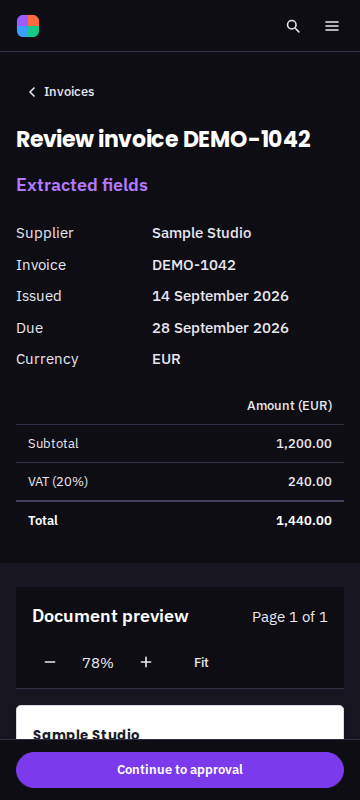 Invoices
Review invoice DEMO-1042
Extracted fields
Supplier Sample Studio
Invoice DEMO-1042
Issued 14 September 2026
Due 28 September 2026
Currency EUR
Amount (EUR)
Subtotal 1,200.00
VAT (20%) 240.00
Total 1,440.00
Document preview Page 1 of 1
− 78% + Fit
Sample Studio
Continue to approval